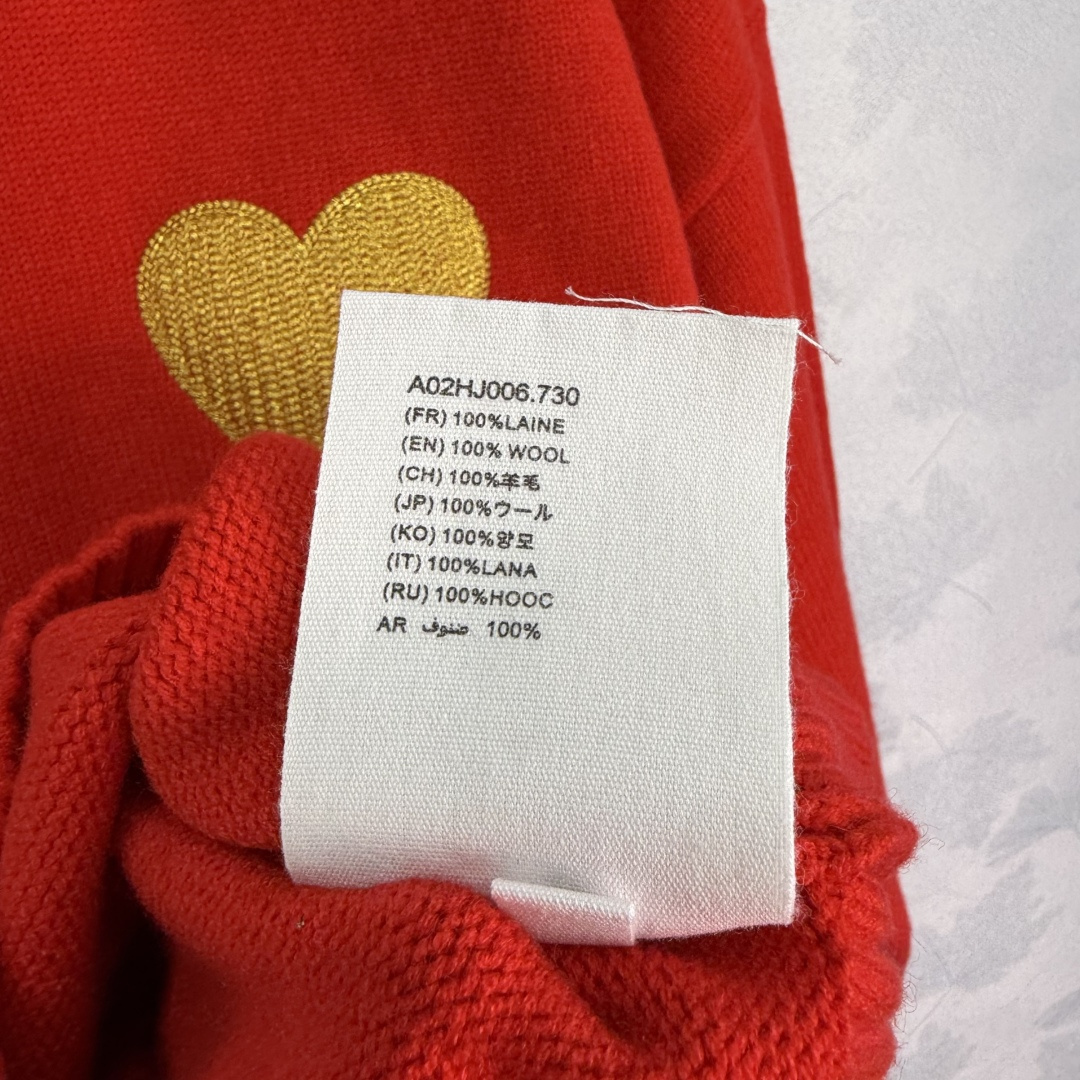 A02HJ006.730
(FR) 100%LAINE
(EN) 100% WOOL
(CH) 100%羊毛
(JP) 100%ウール
(KO) 100%양모
(IT) 100%LANA
(RU) 100%HOOC
AR ضنوف 100%